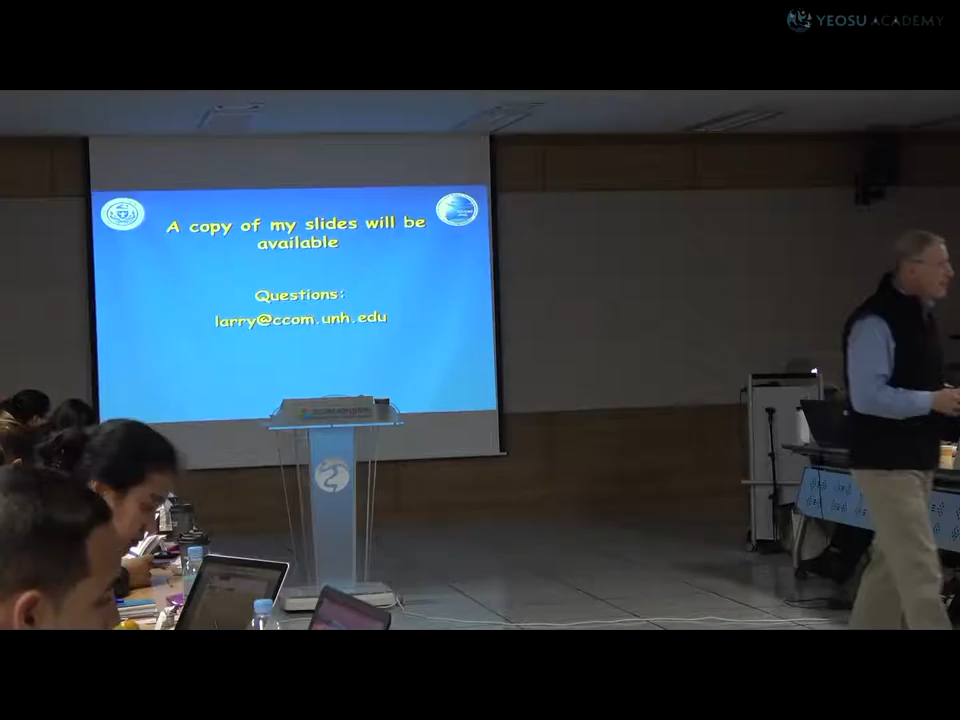 YEOSU ACADEMY
A copy of my slides will be
available
Questions:
larry@ccom.unh.edu